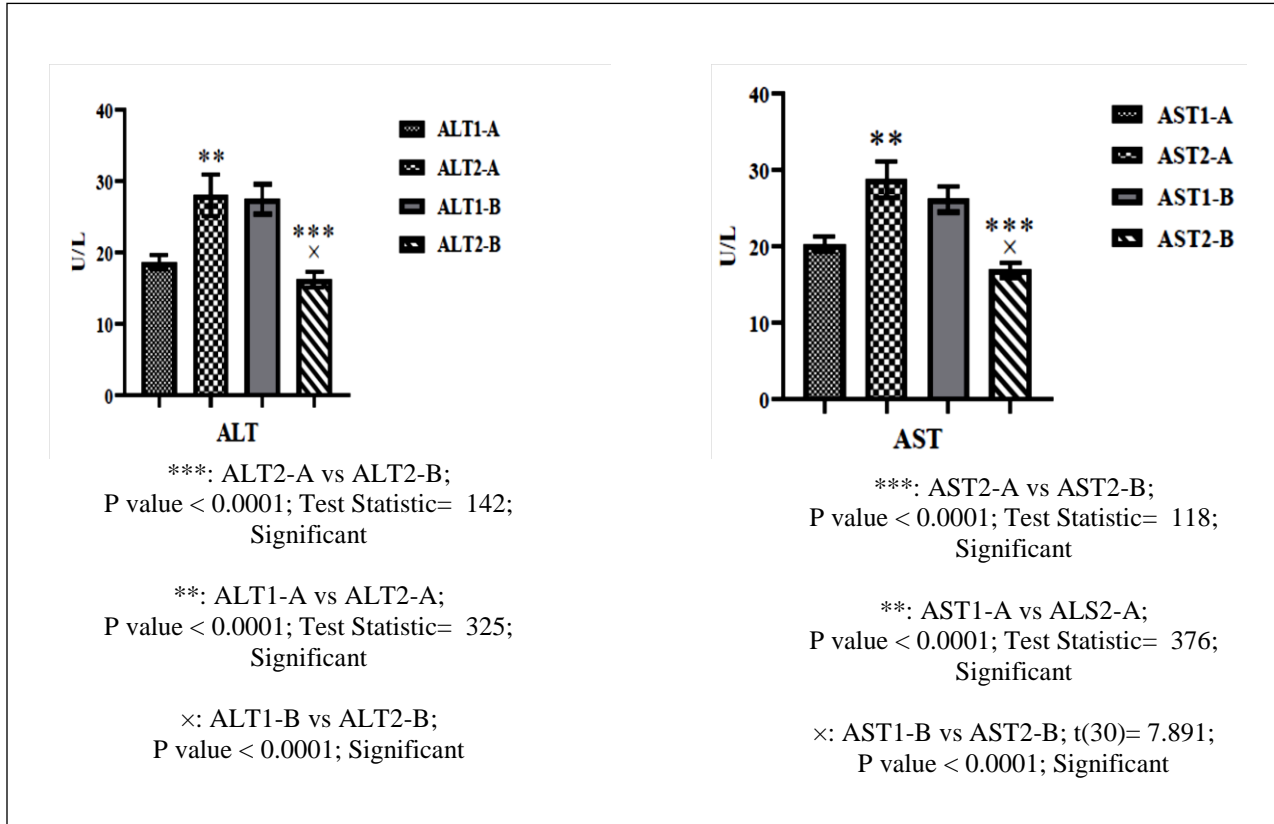 40
30
20
10
0
U/L
**
***
×
ALT
ALT1-A
ALT2-A
ALT1-B
ALT2-B
***: ALT2-A vs ALT2-B;
P value < 0.0001; Test Statistic= 142;
Significant
**: ALT1-A vs ALT2-A;
P value < 0.0001; Test Statistic= 325;
Significant
×: ALT1-B vs ALT2-B;
P value < 0.0001; Significant
40
30
20
10
0
U/L
**
***
×
AST
AST1-A
AST2-A
AST1-B
AST2-B
***: AST2-A vs AST2-B;
P value < 0.0001; Test Statistic= 118;
Significant
**: AST1-A vs ALS2-A;
P value < 0.0001; Test Statistic= 376;
Significant
×: AST1-B vs AST2-B; t(30)= 7.891;
P value < 0.0001; Significant